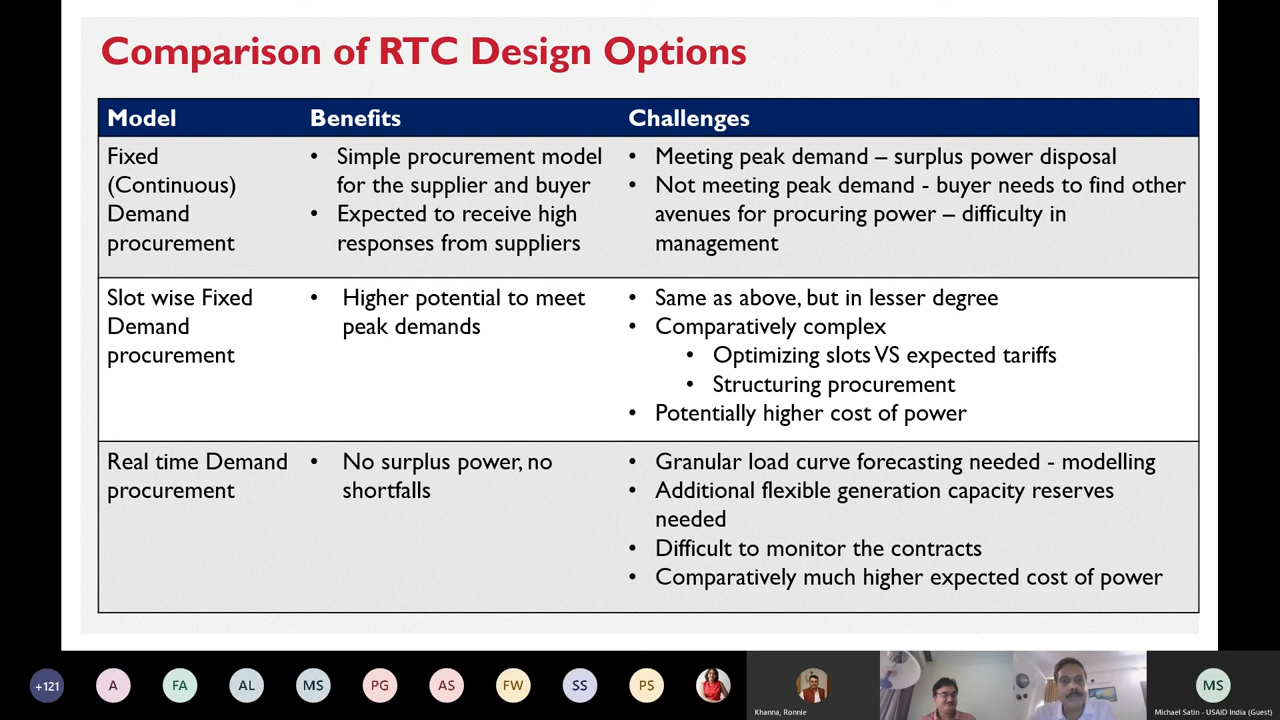 Comparison of RTC Design Options
Model Benefits Challenges
Fixed
(Continuous)
Demand
procurement
• Simple procurement model
for the supplier and buyer
• Expected to receive high
responses from suppliers
• Meeting peak demand – surplus power disposal
• Not meeting peak demand - buyer needs to find other
avenues for procuring power – difficulty in
management
Slot wise Fixed
Demand
procurement
• Higher potential to meet
peak demands
• Same as above, but in lesser degree
• Comparatively complex
• Optimizing slots VS expected tariffs
• Structuring procurement
• Potentially higher cost of power
Real time Demand
procurement
• No surplus power, no
shortfalls
• Granular load curve forecasting needed - modelling
• Additional flexible generation capacity reserves
needed
• Difficult to monitor the contracts
• Comparatively much higher expected cost of power
+121 A FA AL MS PG AS FW SS PS MS
Khanna, Ronnie
Michael Satin - USAID India (Guest)